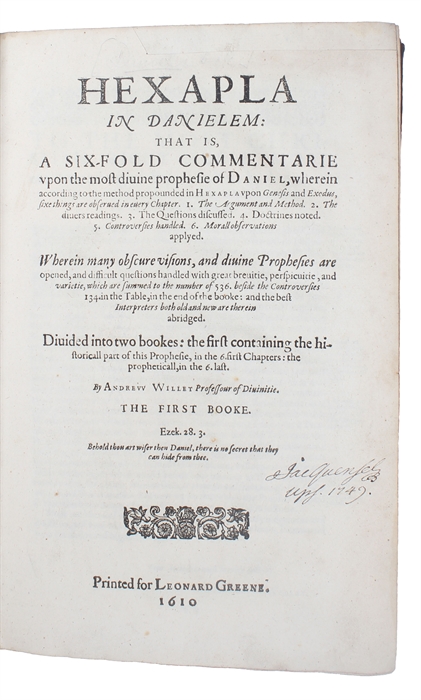 HEXAPLA
IN DANIELEM:
THAT IS,
A SIX-FOLD COMMENTARIE
vpon the most diuine prophesie of DANIEL, wherein
according to the method propounded in HEXAPLA vpon Genesis and Exodus,
sixe things are obserued in euery Chapter. 1. The Argument and Method. 2. The
diuers readings. 3. The Questions discussed. 4. Doctrines noted.
5. Controuersies handled. 6. Morall obseruations
applyed.
Wherein many obscure visions, and diuine Prophesies are
opened, and difficult questions handled with great breuitie, perspicuitie, and
varietie, which are summed to the number of 536. beside the Controuersies
134. in the Table, in the end of the booke: and the best
Interpreters both old and new are therein
abridged.
Diuided into two bookes: the first containing the hi-
storicall part of this Prophesie, in the 6. first Chapters: the
propheticall, in the 6. last.
By ANDREVV WILLET Professour of Diuinitie.
THE FIRST BOOKE.
Ezek. 28. 3.
Behold thou art wiser then Daniel, there is no secret that they
can hide from thee.
Ups. 1749.
Printed for LEONARD GREENE.
1610